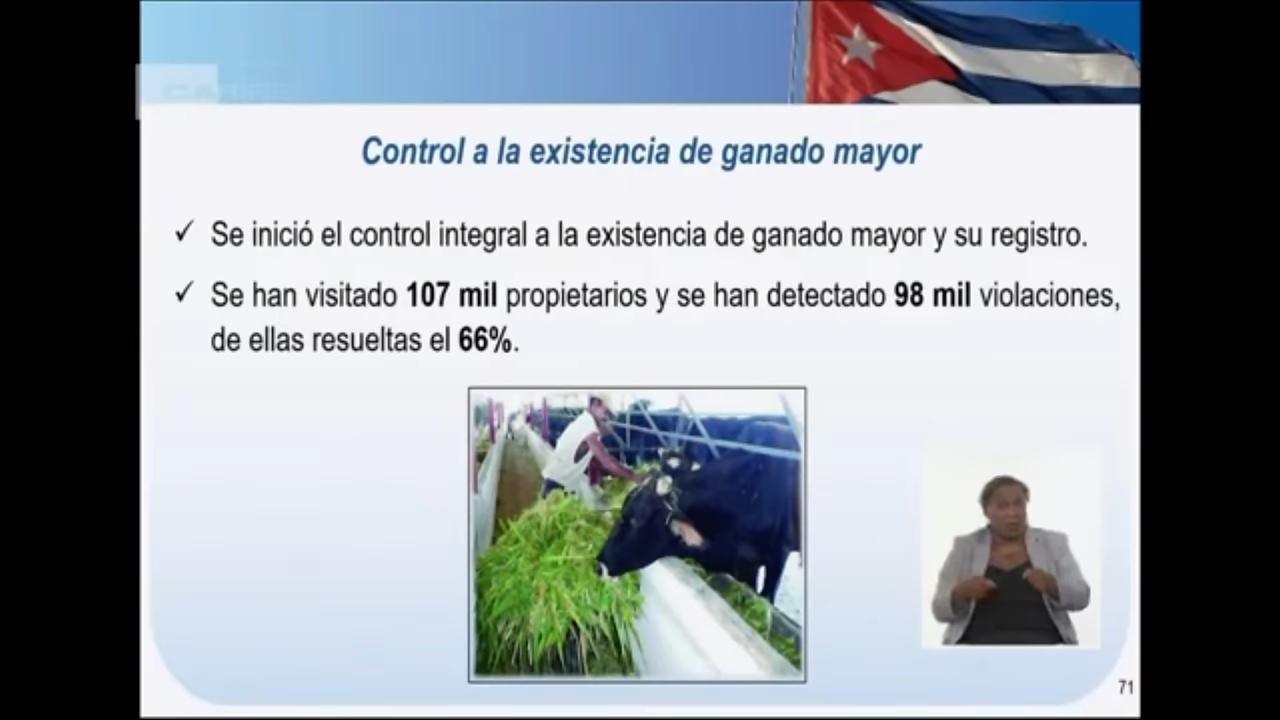 Control a la existencia de ganado mayor
✓ Se inició el control integral a la existencia de ganado mayor y su registro.
✓ Se han visitado 107 mil propietarios y se han detectado 98 mil violaciones,
de ellas resueltas el 66%.
71